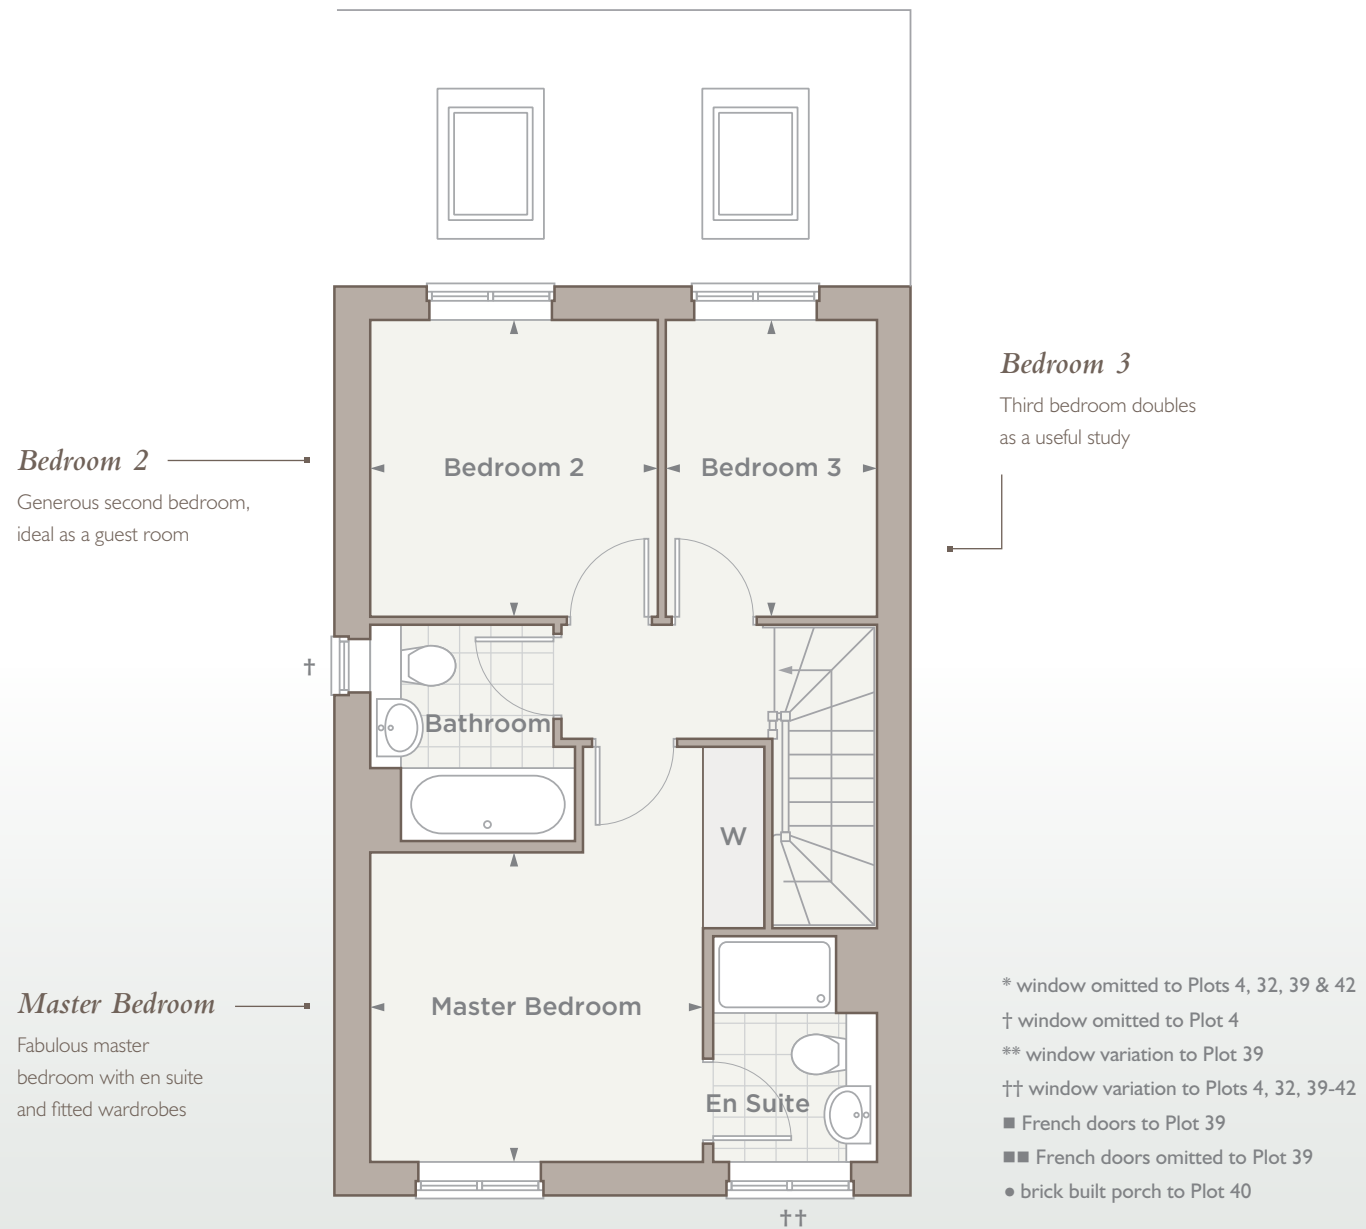 Bedroom 2
Generous second bedroom,
ideal as a guest room
Master Bedroom
Fabulous master
bedroom with en suite
and fitted wardrobes
Bedroom 2
Bedroom 3
†
Bathroom
W
Master Bedroom
En Suite
††
Bedroom 3
Third bedroom doubles
as a useful study
* window omitted to Plots 4, 32, 39 & 42
† window omitted to Plot 4
** window variation to Plot 39
†† window variation to Plots 4, 32, 39-42
■ French doors to Plot 39
■■ French doors omitted to Plot 39
● brick built porch to Plot 40